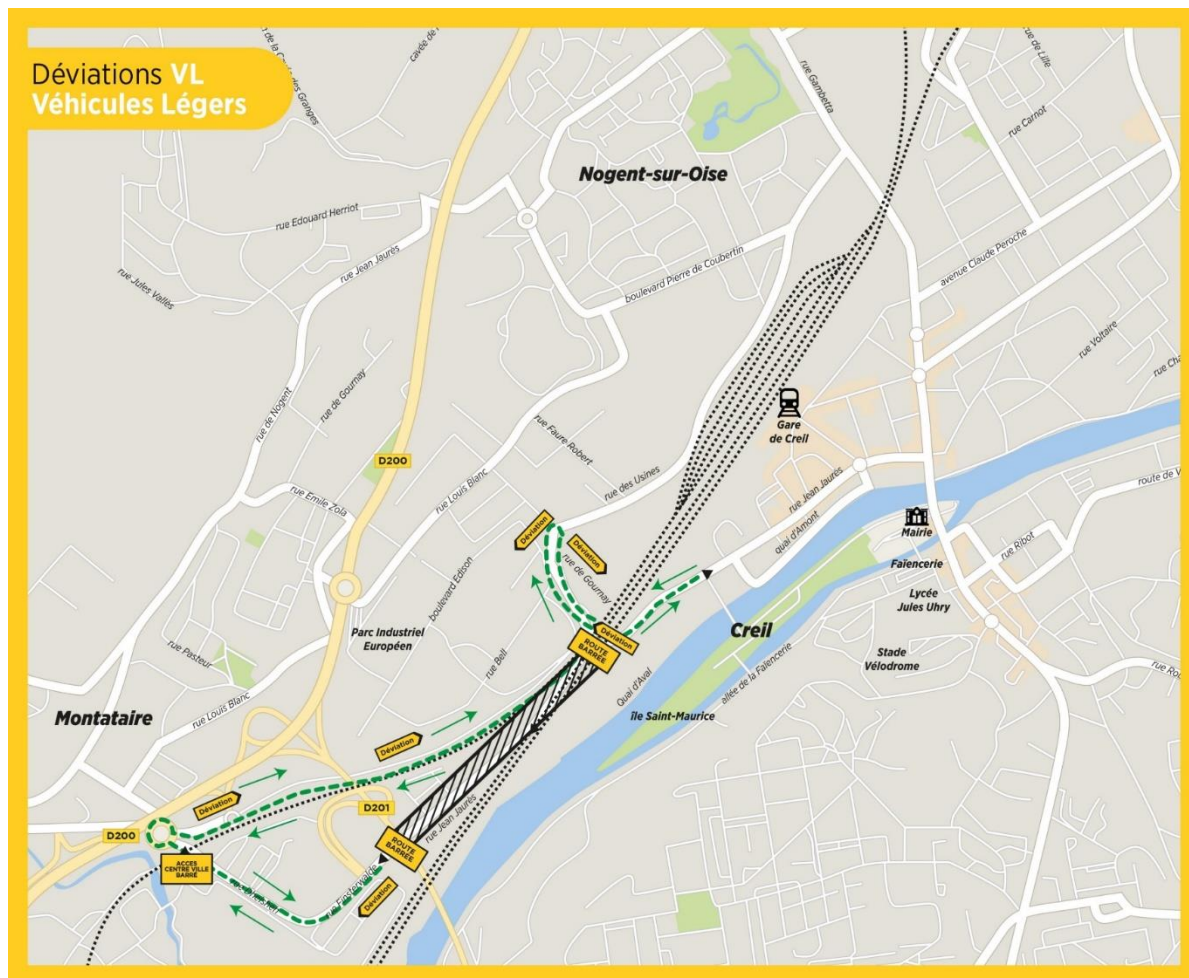 Déviations VL
Véhicules Légers
rue de Lille
rue Gambetta
rue Carnot
Nogent-sur-Oise
rue Edouard Herriot
rue Jean Jaurès
rue Jules Vallès
boulevard Pierre de Coubertin
avenue Claude Peroche
rue Voltaire
rue de Gournay
rue de Nogent
Gare
de Creil
rue Faure Robert
D200
rue Louis Blanc
rue des Usines
rue Jean Jaurès
quai d'Amont
rue Emile Zola
Mairie
rue Ribot
Déviation
Déviation
rue de Gournay
Faïencerie
Lycée
Jules Uhry
boulevard Edison
Parc Industriel
Européen
Déviation
ROUTE
BARRÉE
Creil
Stade
Vélodrome
rue Pasteur
rue Bell
Quai d'Aval
allée de la Faïencerie
île Saint-Maurice
Montataire
rue Louis Blanc
Déviation
Déviation
D201
rue Jean Jaurès
D200
ROUTE
BARRÉE
ACCES
CENTRE VILLE
BARRÉ
rue Finsterwalde
Déviation